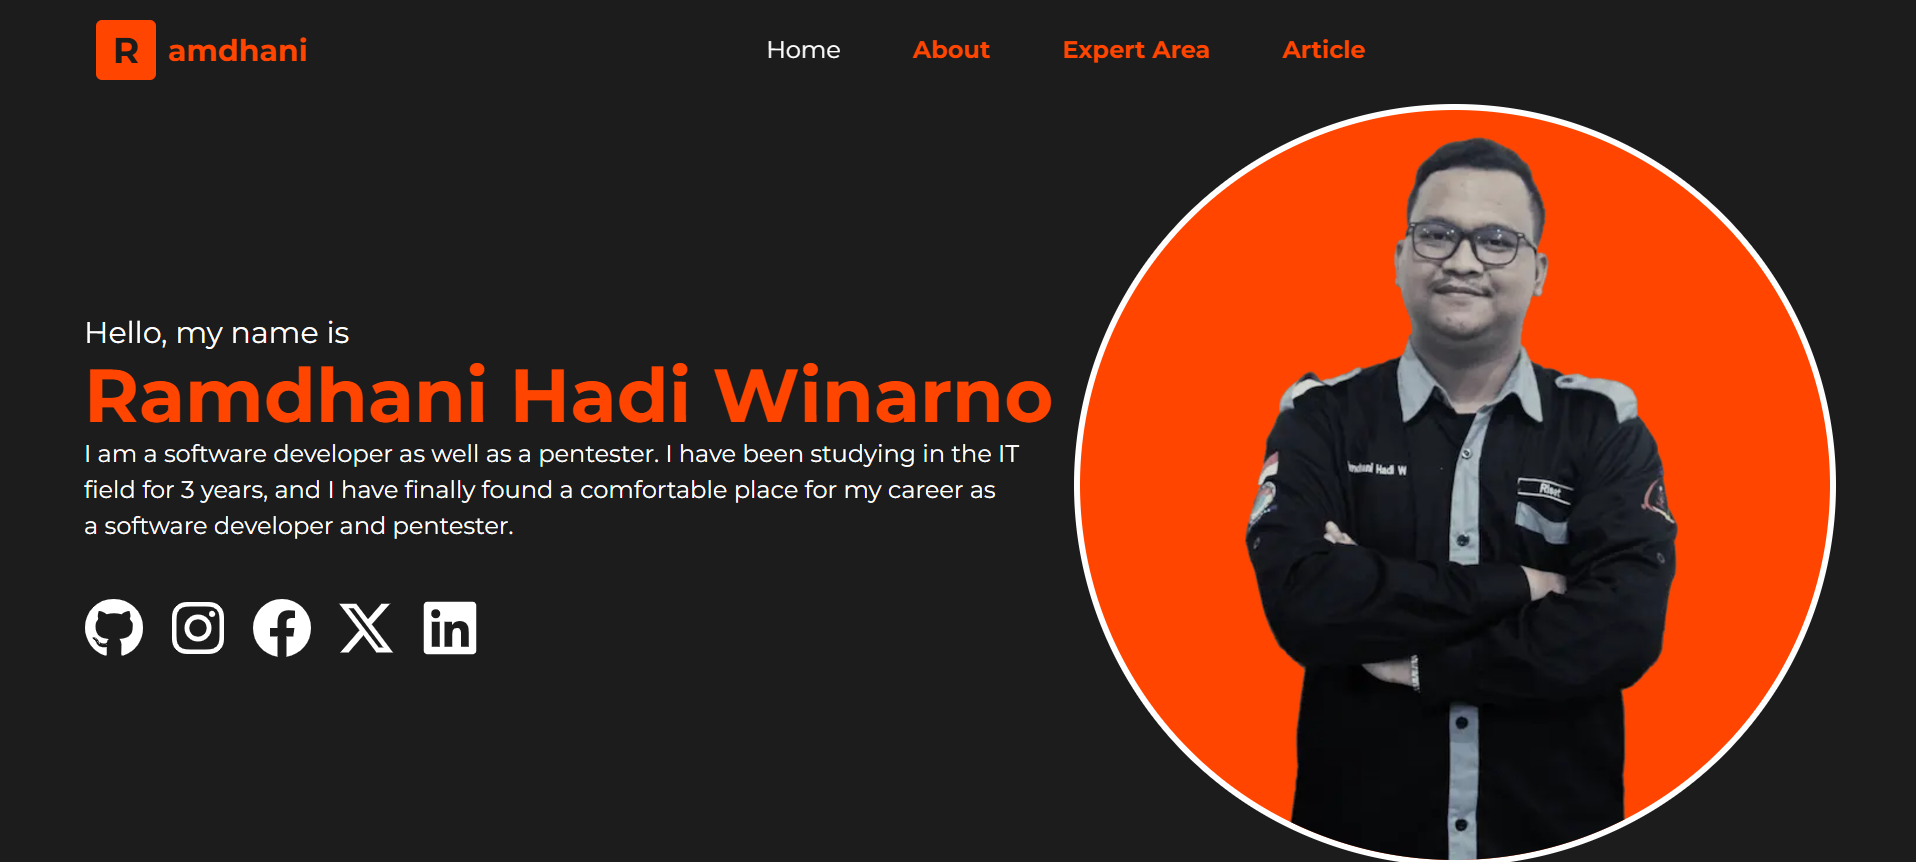 R amdhani
Home About Expert Area Article
Hello, my name is
Ramdhani Hadi Winarno
I am a software developer as well as a pentester. I have been studying in the IT
field for 3 years, and I have finally found a comfortable place for my career as
a software developer and pentester.
in
Hadi W